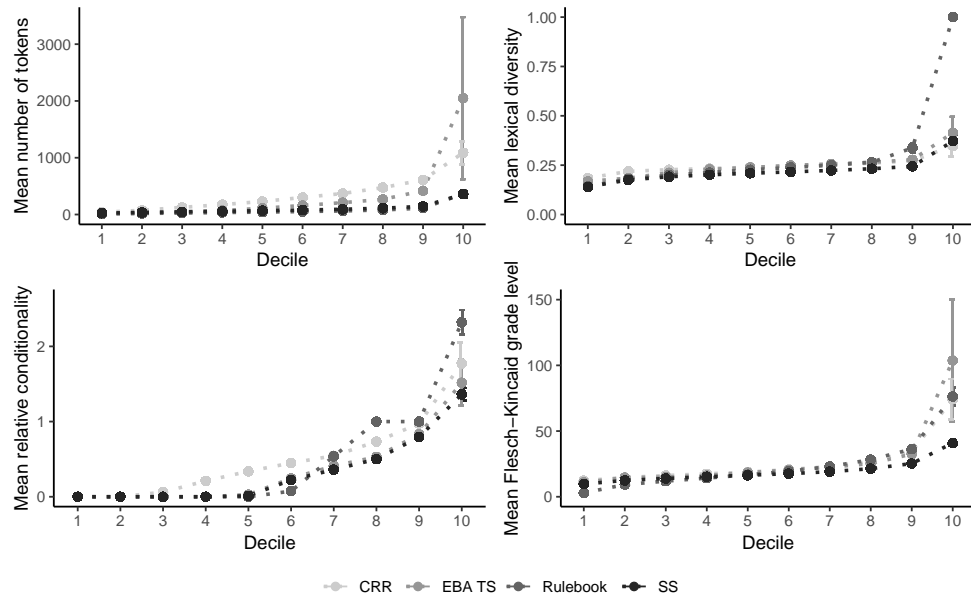 Mean number of tokens
3000
2000
1000
0
1 2 3 4 5 6 7 8 9 10
Decile
Mean lexical diversity
1.00
0.75
0.50
0.25
0.00
1 2 3 4 5 6 7 8 9 10
Decile
Mean relative conditionality
2
1
0
1 2 3 4 5 6 7 8 9 10
Decile
Mean Flesch−Kincaid grade level
150
100
50
0
1 2 3 4 5 6 7 8 9 10
Decile
CRR EBA TS Rulebook SS